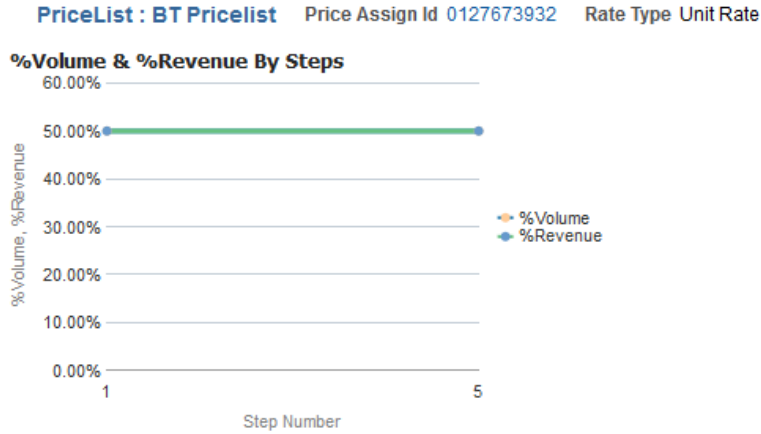 PriceList : BT Pricelist Price Assign Id 0127673932 Rate Type Unit Rate
%Volume & %Revenue By Steps
60.00%
50.00%
40.00%
30.00%
20.00%
10.00%
0.00%
%Volume, %Revenue
1 5
Step Number
%Volume
%Revenue